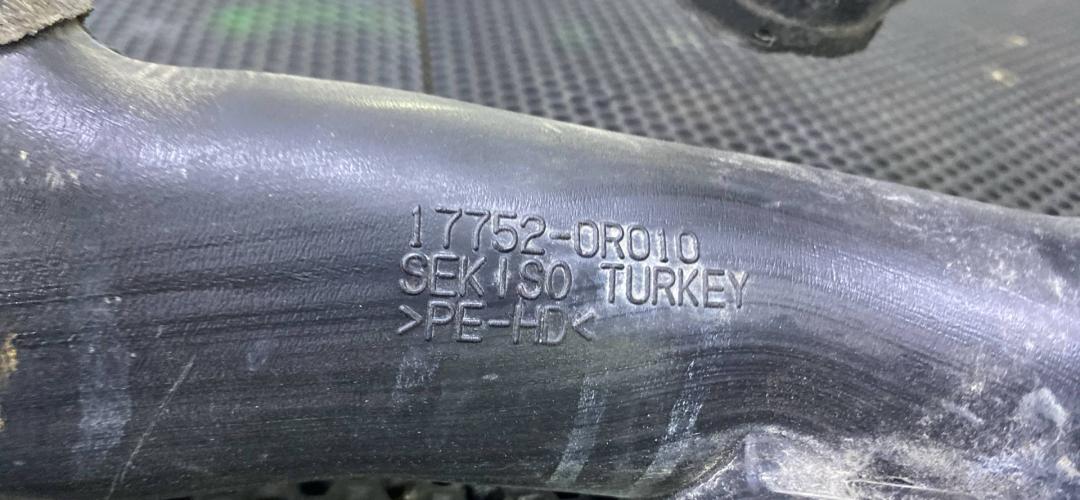 17752-0R010
SEKISO TURKEY
>PE-HD<